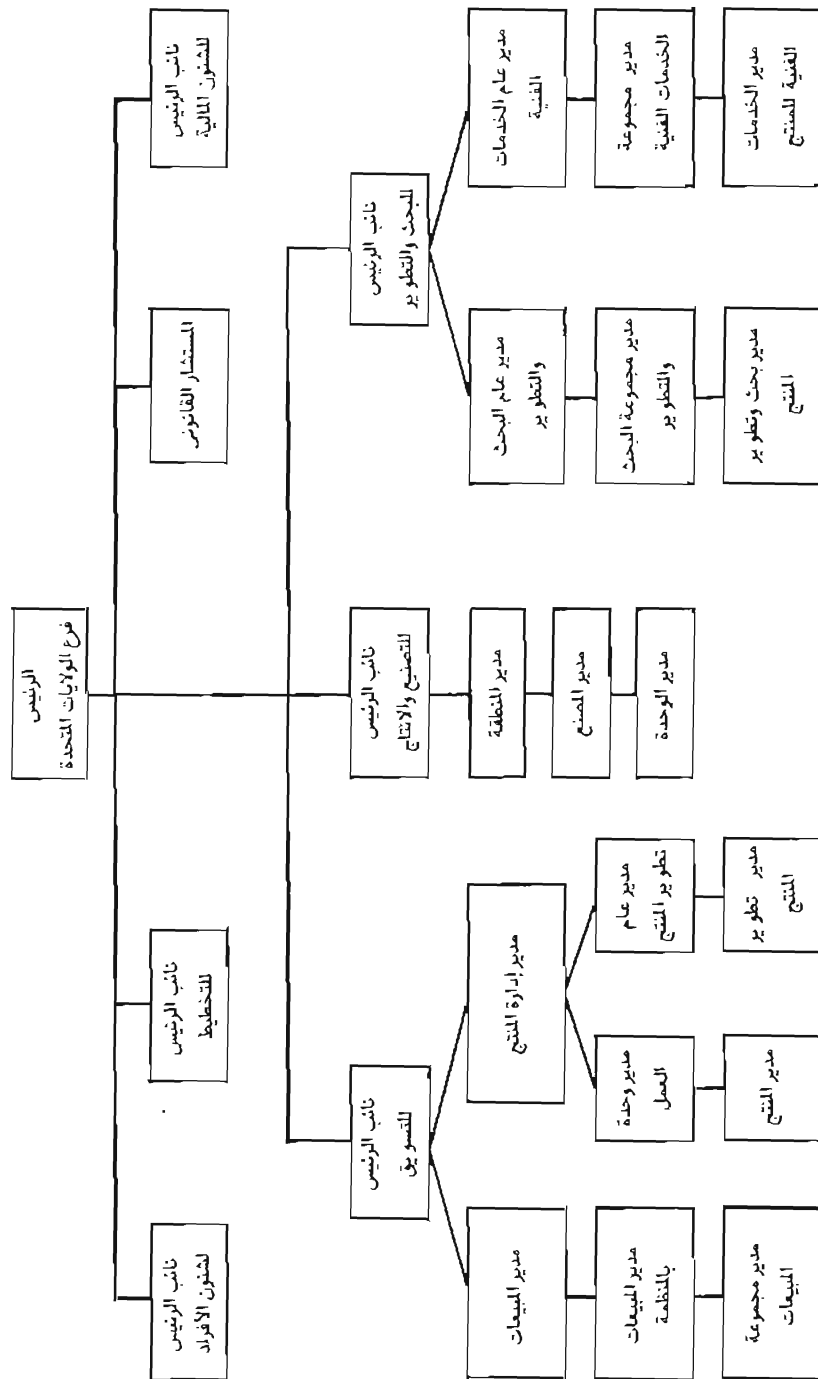 الرئيس
فرع الولايات المتحدة
نائب الرئيس
للشئون المالية
المستشار القانونى
نائب الرئيس
للتخطيط
نائب الرئيس
لشئون الأفراد
نائب الرئيس
للبحث والتطوير
نائب الرئيس
للتصنيع والانتاج
نائب الرئيس
للتسويق
مدير عام الخدمات
الفنية
مدير عام البحث
والتطوير
مدير المنطقة
مدير إدارة المنتج
مدير المبيعات
مدير مجموعة
الخدمات الفنية
مدير مجموعة البحث
والتطوير
مدير المصنع
مدير عام
تطوير المنتج
مدير وحدة
العمل
مدير المبيعات
بالمنظمة
مدير الخدمات
الفنية للمنتج
مدير بحث وتطوير
المنتج
مدير الوحدة
مدير تطوير
المنتج
مدير المنتج
مدير مجموعة
المبيعات